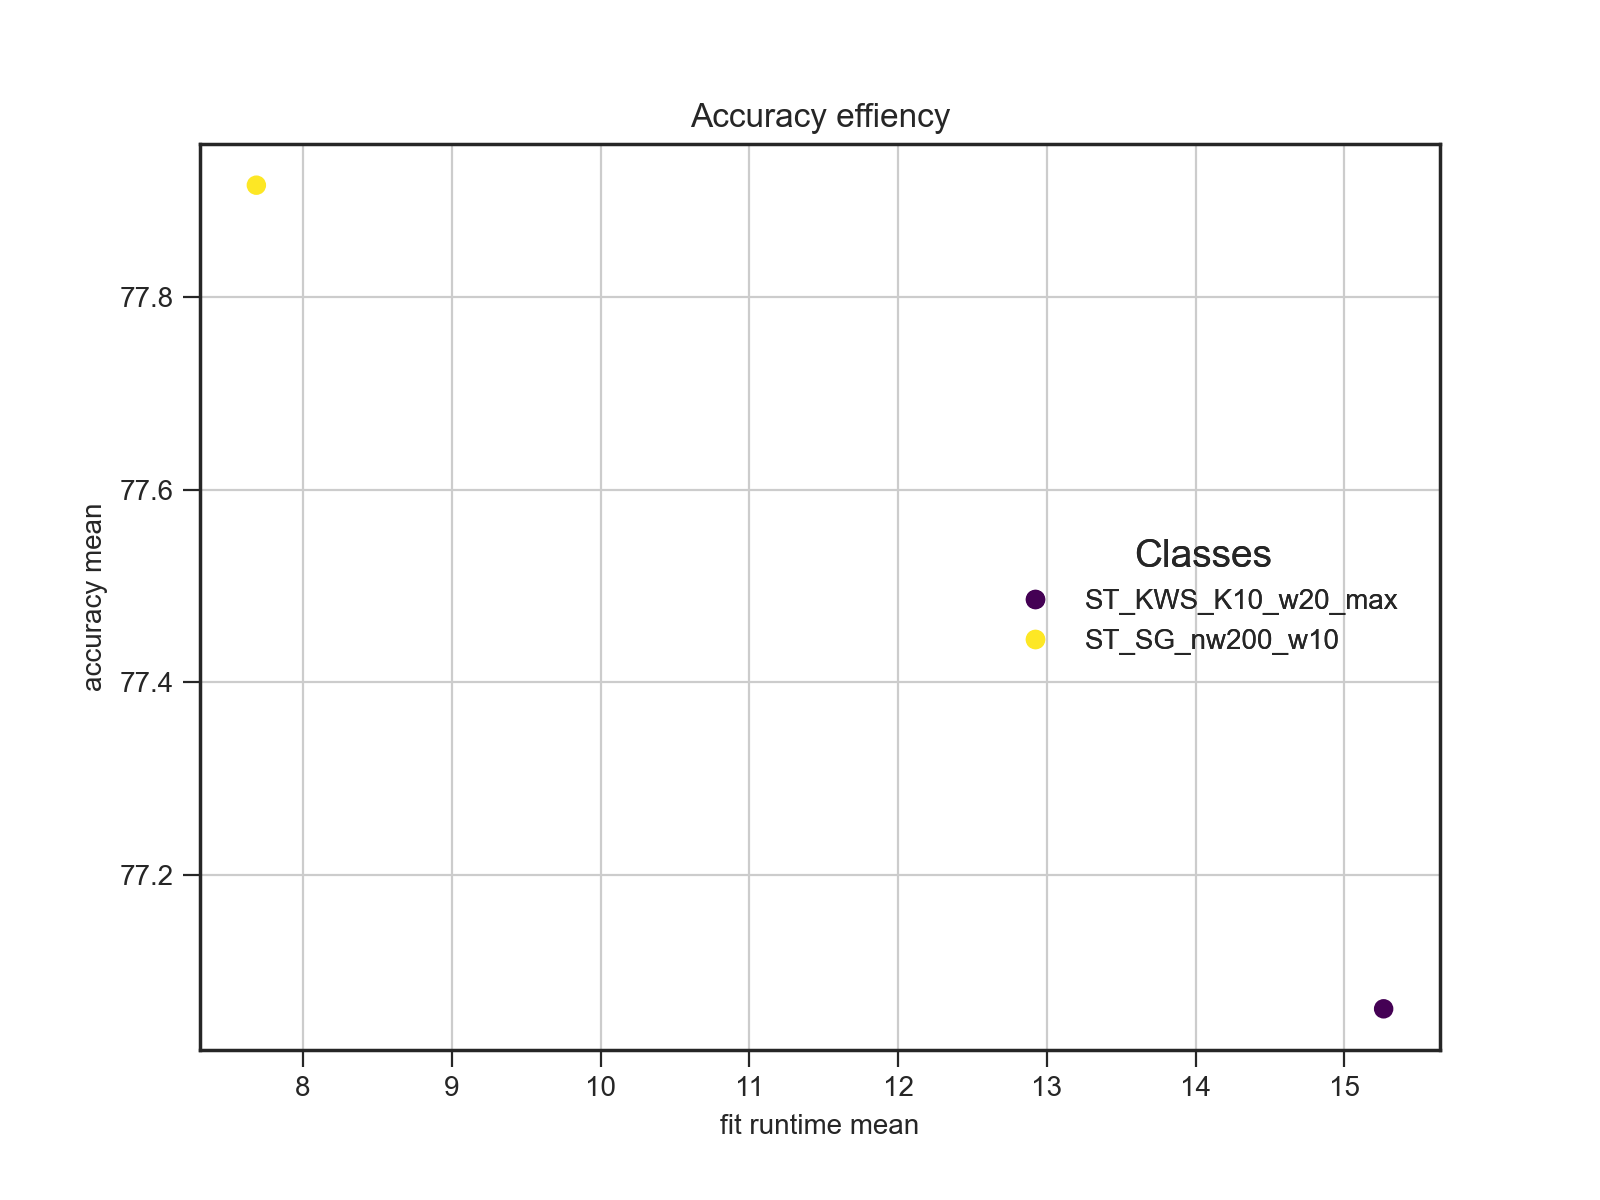 Accuracy effiency
77.8
77.6
77.4
77.2
accuracy mean
Classes
ST_KWS_K10_w20_max
ST_SG_nw200_w10
8 9 10 11 12 13 14 15
fit runtime mean